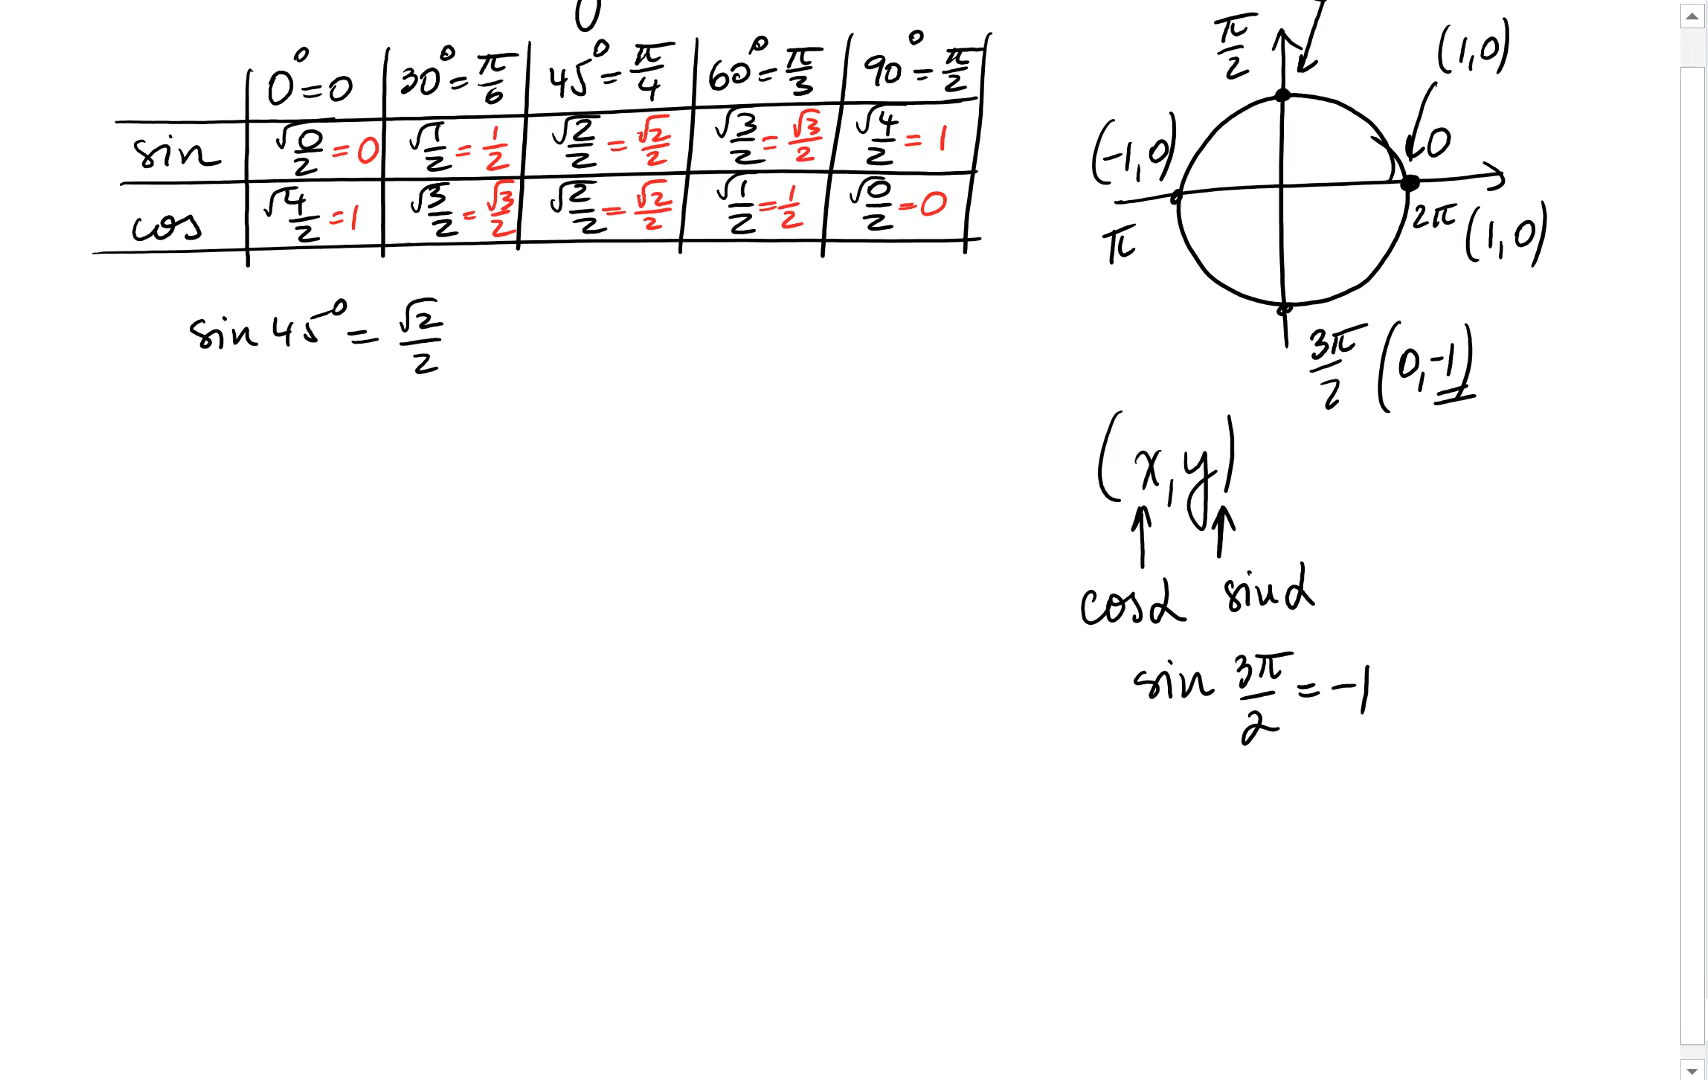 0° = 0 | 30° = π/6 | 45° = π/4 | 60° = π/3 | 90° = π/2
sin | √0/2 = 0 | √1/2 = 1/2 | √2/2 = √2/2 | √3/2 = √3/2 | √4/2 = 1
cos | √4/2 = 1 | √3/2 = √3/2 | √2/2 = √2/2 | √1/2 = 1/2 | √0/2 = 0
sin 45° = √2/2
π/2
(1, 0)
(-1, 0)
0
π
2π (1, 0)
3π/2 (0, -1)
(x, y)
cos α sin α
sin 3π/2 = -1